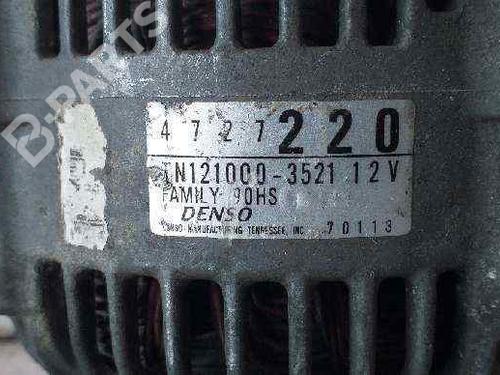 B-PARTS
4727220
TN121000-3521 12V
FAMILY 90HS
DENSO
DENSO MANUFACTURING TENNESSEE, INC 70113